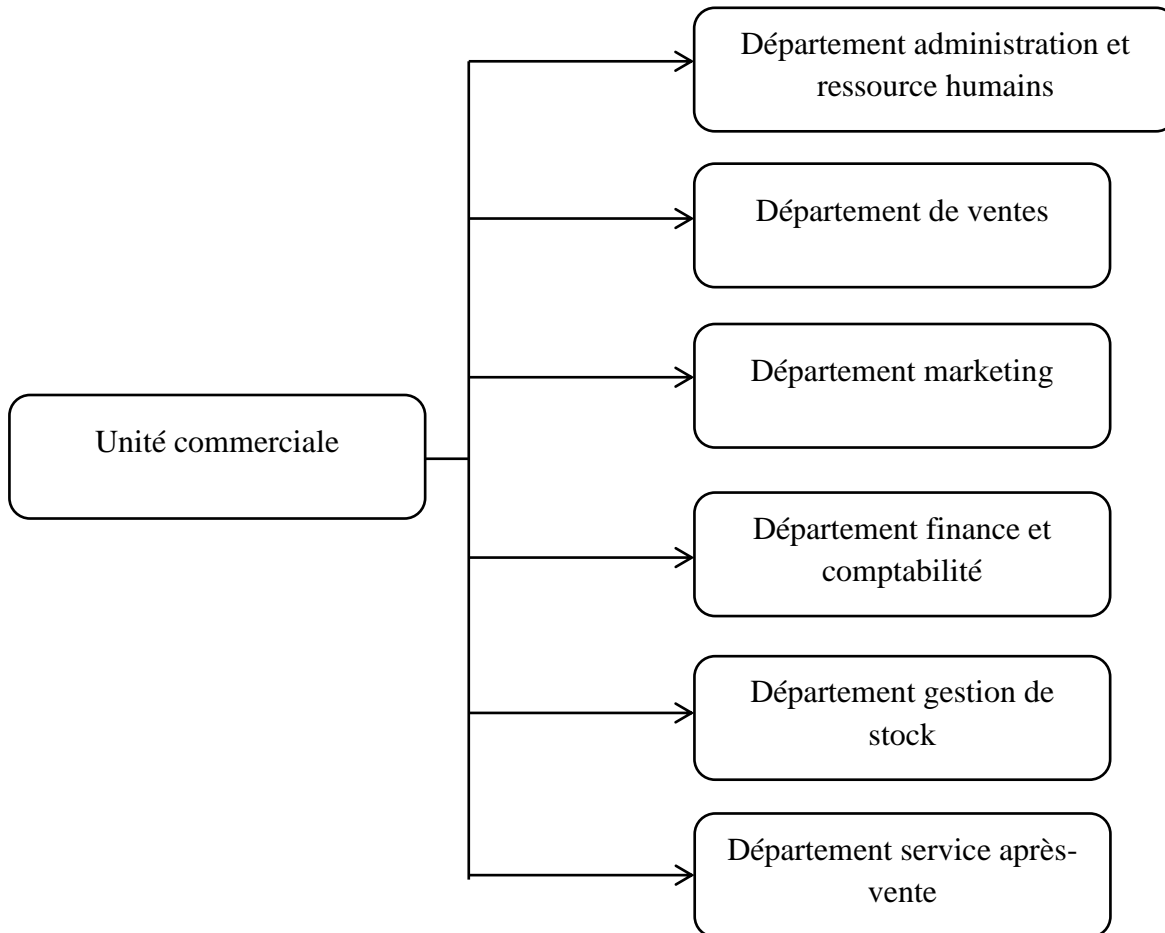 Département administration et
ressource humains
Département de ventes
Département marketing
Unité commerciale
Département finance et
comptabilité
Département gestion de
stock
Département service après-
vente